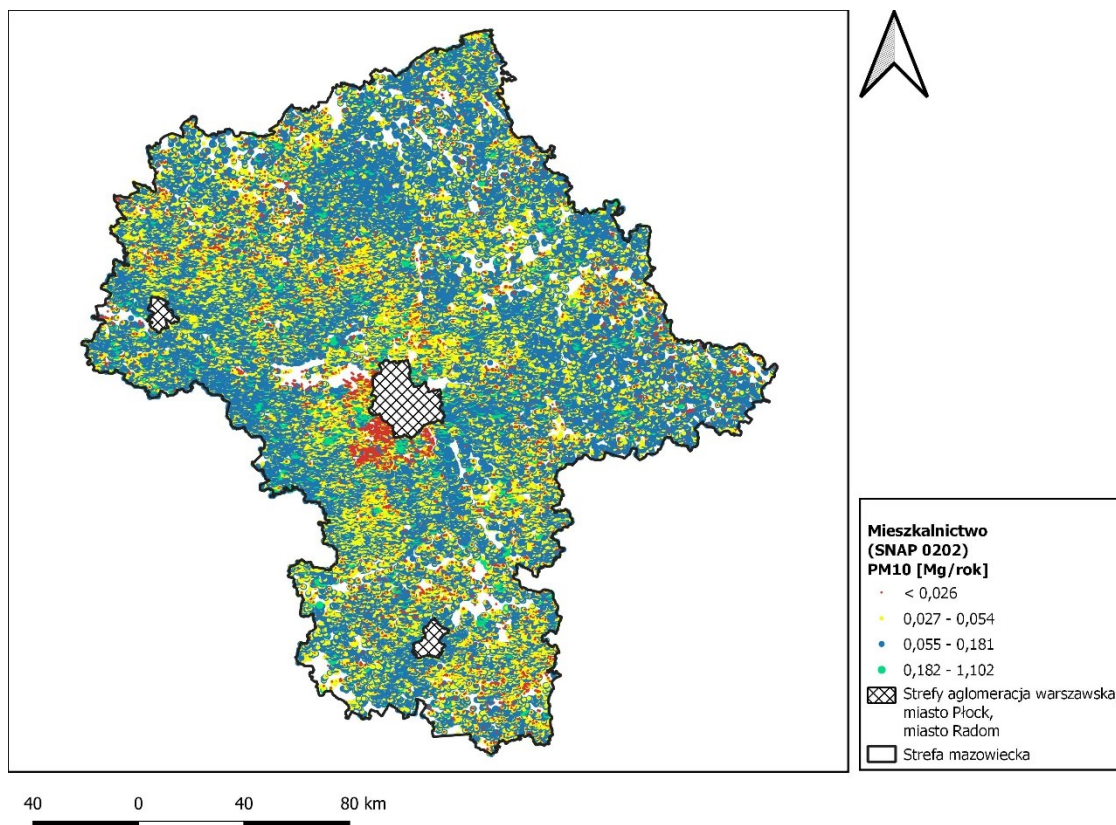 Mieszkalnictwo
(SNAP 0202)
PM10 [Mg/rok]
< 0,026
0,027 - 0,054
0,055 - 0,181
0,182 - 1,102
Strefy aglomeracja warszawska
miasto Płock,
miasto Radom
Strefa mazowiecka
40 0 40 80 km